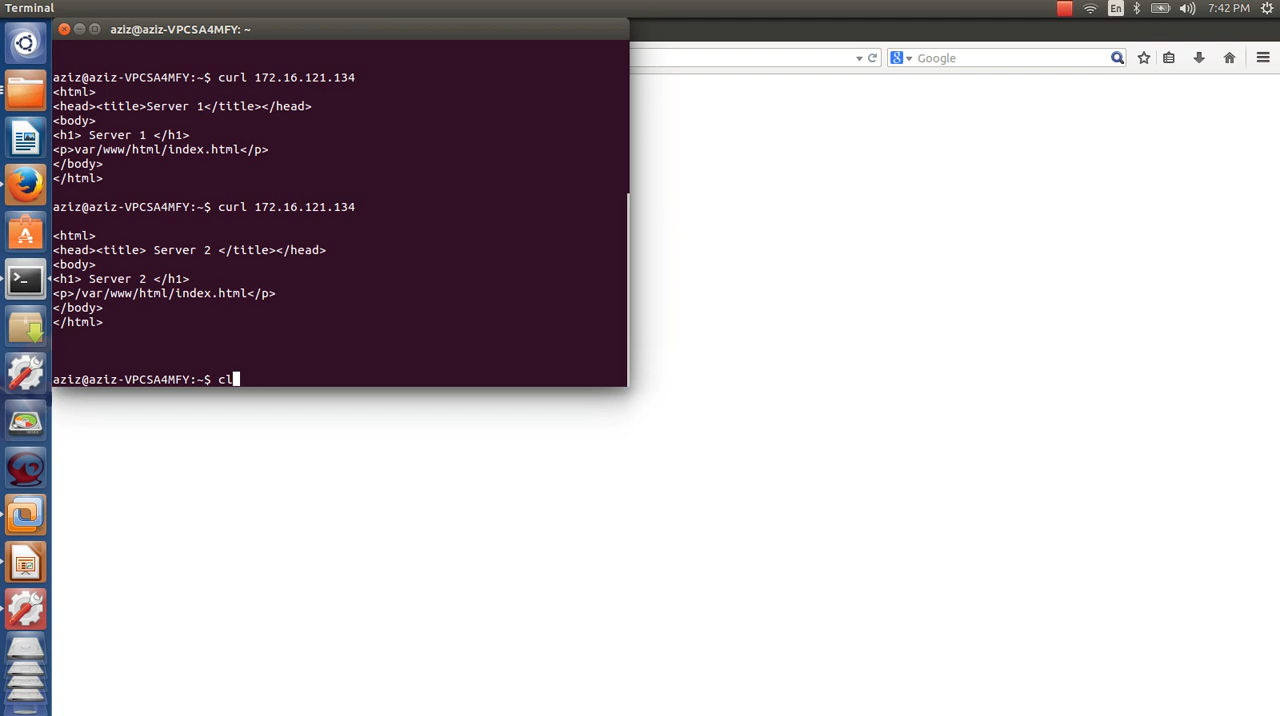 Terminal
En
7:42 PM
aziz@aziz-VPCSA4MFY: ~
Google
aziz@aziz-VPCSA4MFY:~$ curl 172.16.121.134
<html>
<head><title>Server 1</title></head>
<body>
<h1> Server 1 </h1>
<p>var/www/html/index.html</p>
</body>
</html>
aziz@aziz-VPCSA4MFY:~$ curl 172.16.121.134
<html>
<head><title> Server 2 </title></head>
<body>
<h1> Server 2 </h1>
<p>/var/www/html/index.html</p>
</body>
</html>
aziz@aziz-VPCSA4MFY:~$ cl